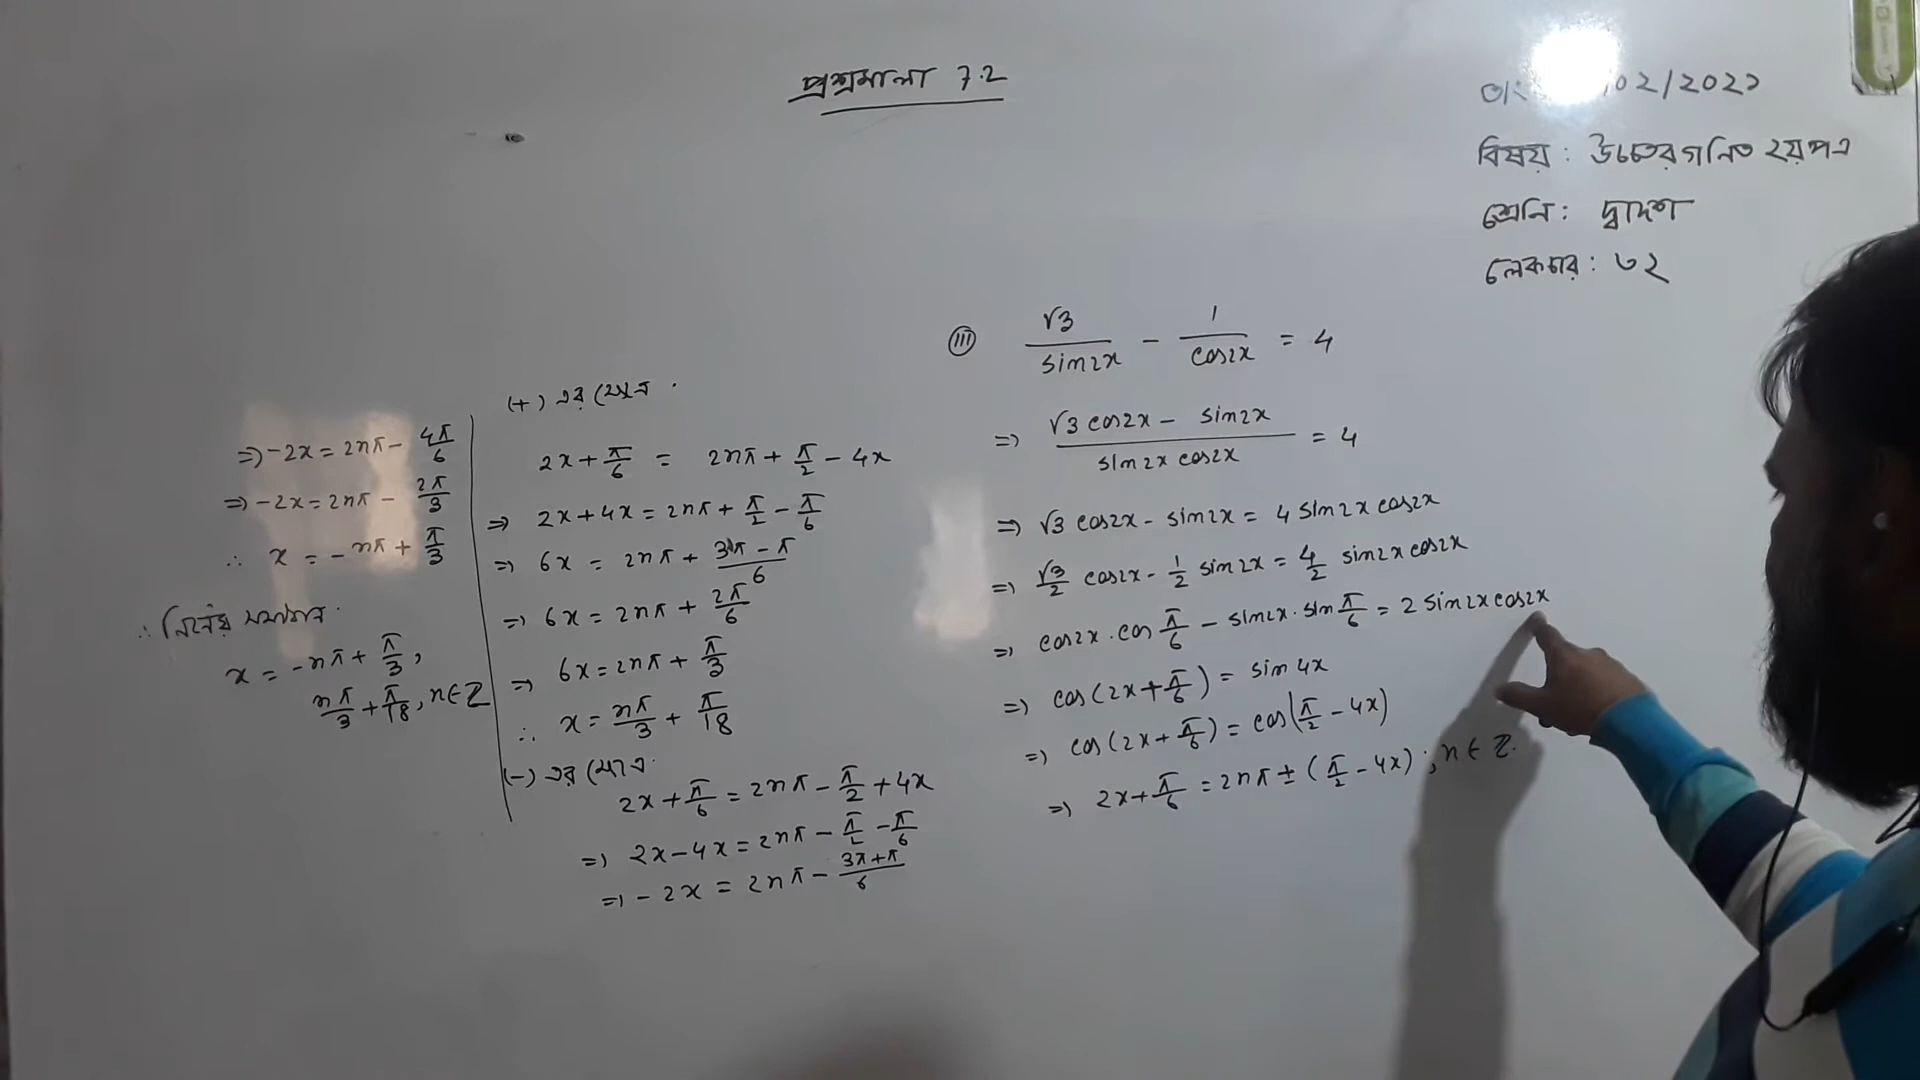 প্রশ্নমালা 7.2
তাং /02/2022
বিষয় : উচ্চতর গনিত ২য় পত্র
শ্রেনি : দ্বাদশ
লেকচার : ৩২
(iii) √3/sin2x - 1/cos2x = 4
⇒ (√3 cos2x - sin2x)/(sin2x cos2x) = 4
⇒ √3 cos2x - sin2x = 4 sin2x cos2x
⇒ √3/2 cos2x - 1/2 sin2x = 4/2 sin2x cos2x
⇒ cos2x . cos π/6 - sin2x . sin π/6 = 2 sin2x cos2x
⇒ cos(2x + π/6) = sin 4x
⇒ cos(2x + π/6) = cos(π/2 - 4x)
⇒ 2x + π/6 = 2nπ ± (π/2 - 4x) ; n ∈ ℤ.
(+) এর ক্ষেত্রে
2x + π/6 = 2nπ + π/2 - 4x
⇒ 2x + 4x = 2nπ + π/2 - π/6
⇒ 6x = 2nπ + (3π - π)/6
⇒ 6x = 2nπ + 2π/6
⇒ 6x = 2nπ + π/3
∴ x = nπ/3 + π/18
(-) এর ক্ষেত্রে
2x + π/6 = 2nπ - π/2 + 4x
⇒ 2x - 4x = 2nπ - π/2 - π/6
⇒ - 2x = 2nπ - (3π + π)/6
⇒ -2x = 2nπ - 4π/6
⇒ -2x = 2nπ - 2π/3
∴ x = -nπ + π/3
∴ নির্ণেয় সমাধান
x = -nπ + π/3,
nπ/3 + π/18, n ∈ ℤ